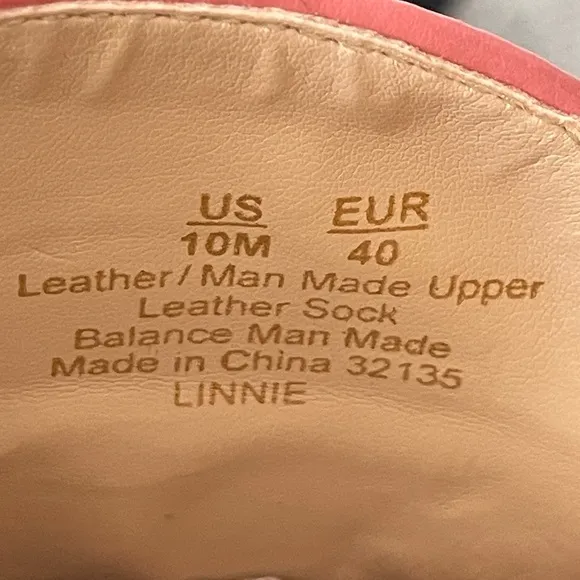 US EUR
10M 40
Leather/Man Made Upper
Leather Sock
Balance Man Made
Made in China 32135
LINNIE